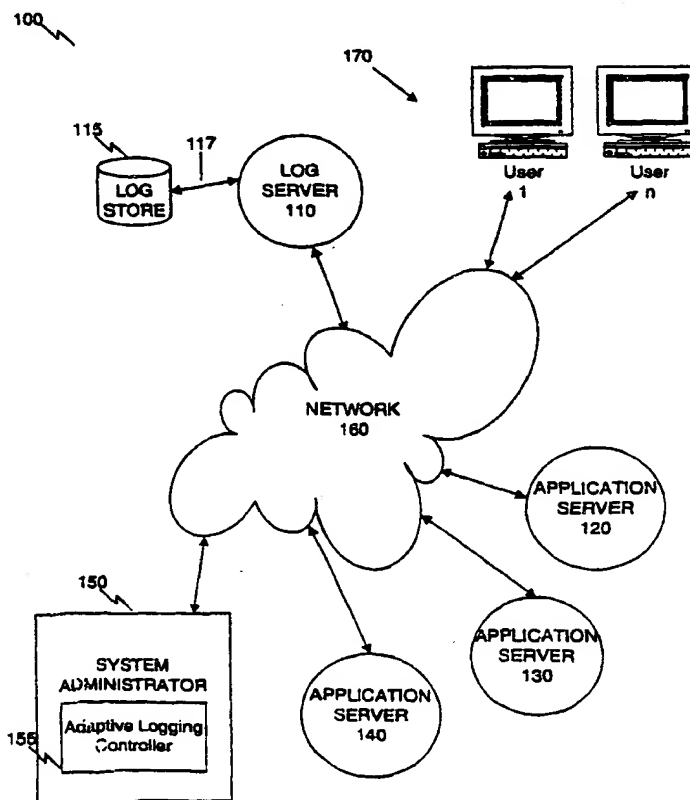 100
170
115
117
LOG
STORE
LOG
SERVER
110
User
1
User
n
NETWORK
160
APPLICATION
SERVER
120
APPLICATION
SERVER
130
APPLICATION
SERVER
140
150
SYSTEM
ADMINISTRATOR
155
Adaptive Logging
Controller